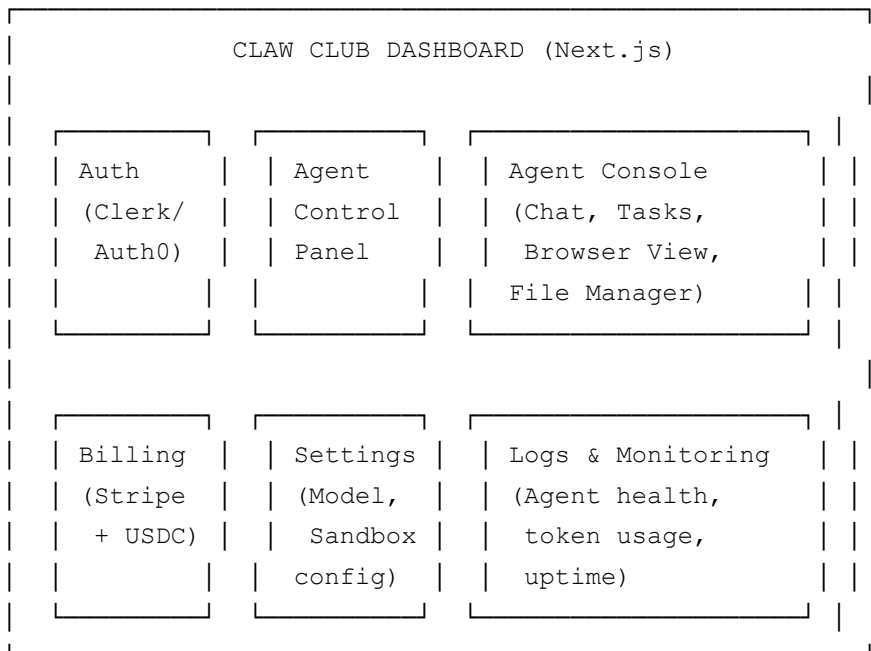 CLAW CLUB DASHBOARD (Next.js)
Auth
(Clerk/
Auth0)
Agent
Control
Panel
Agent Console
(Chat, Tasks,
Browser View,
File Manager)
Billing
(Stripe
+ USDC)
Settings
(Model,
Sandbox
config)
Logs & Monitoring
(Agent health,
token usage,
uptime)